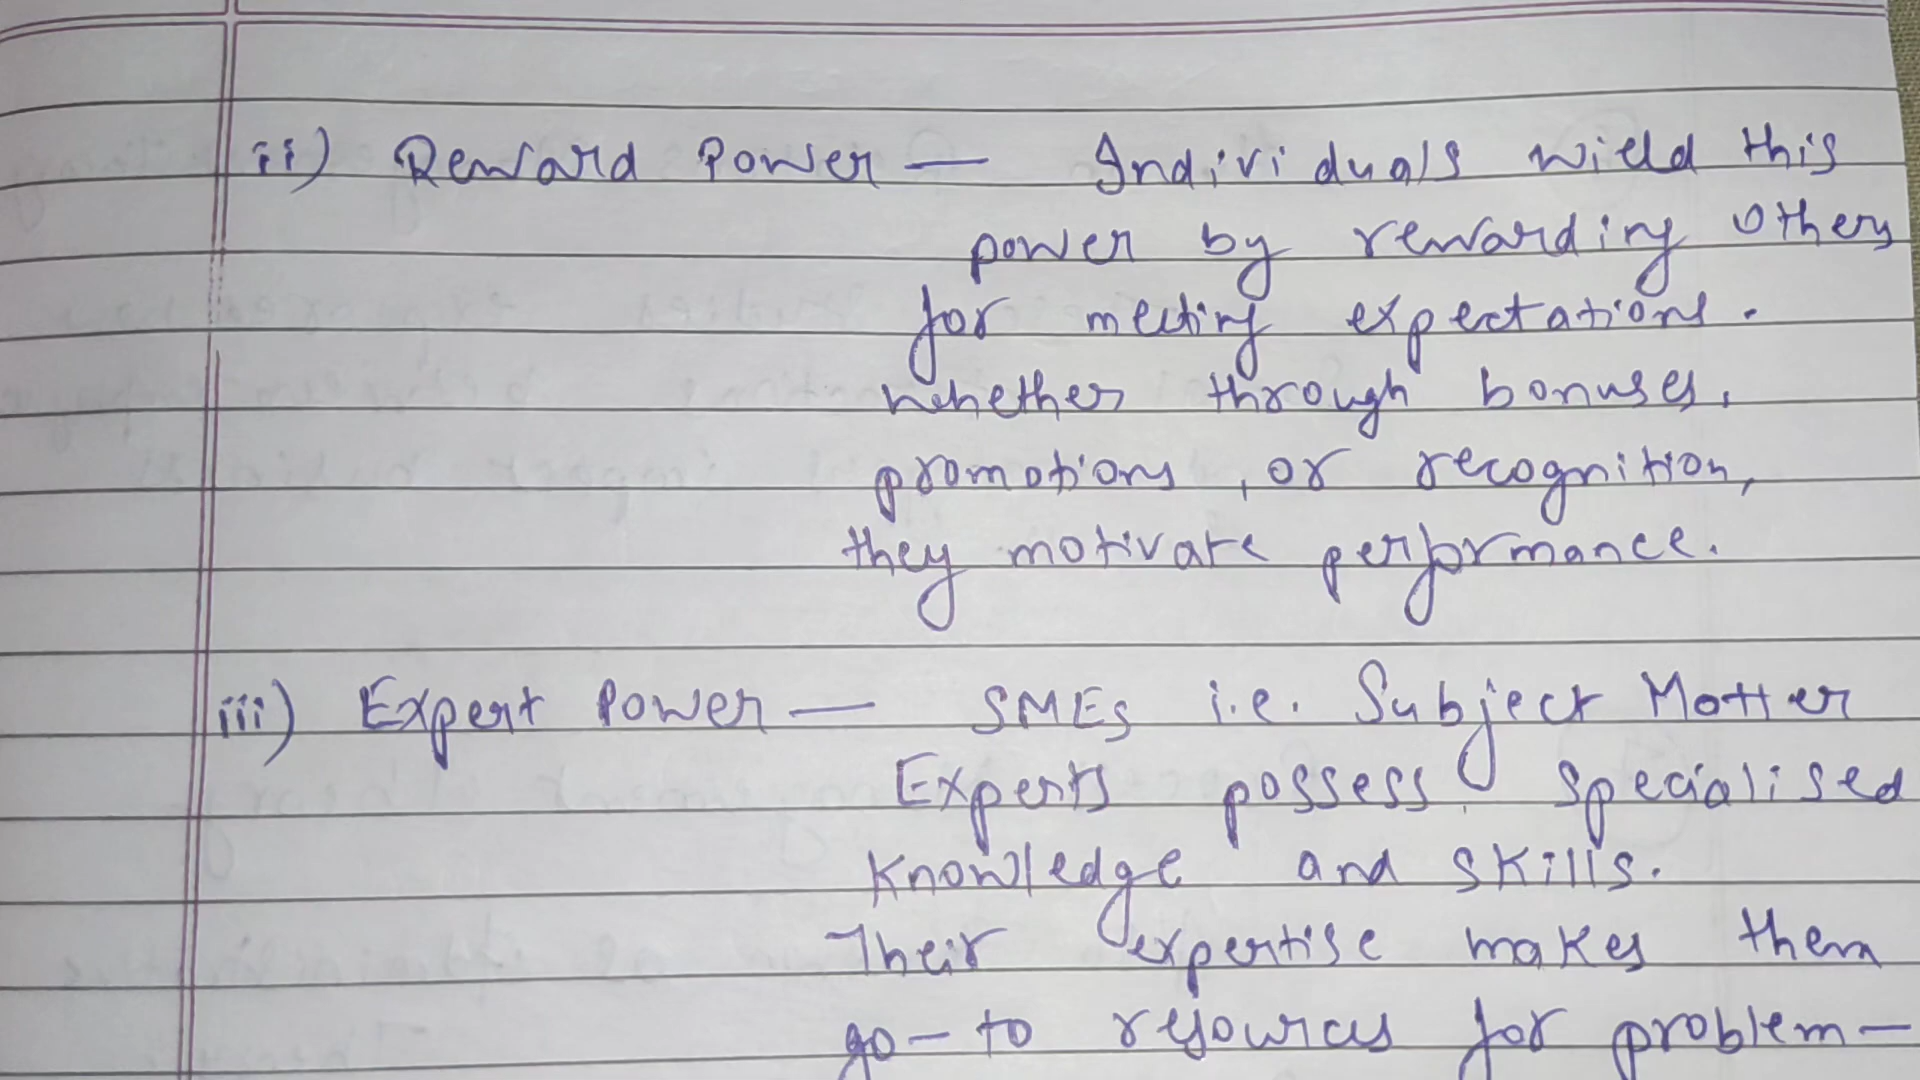 ii) Reward Power — Individuals wield this
power by rewarding others
for meeting expectations.
whether through bonuses,
promotions, or recognition,
they motivate performance.
iii) Expert Power — SMEs i.e. Subject Matter
Experts possess specialised
knowledge and skills.
Their expertise makes them
go-to resources for problem-